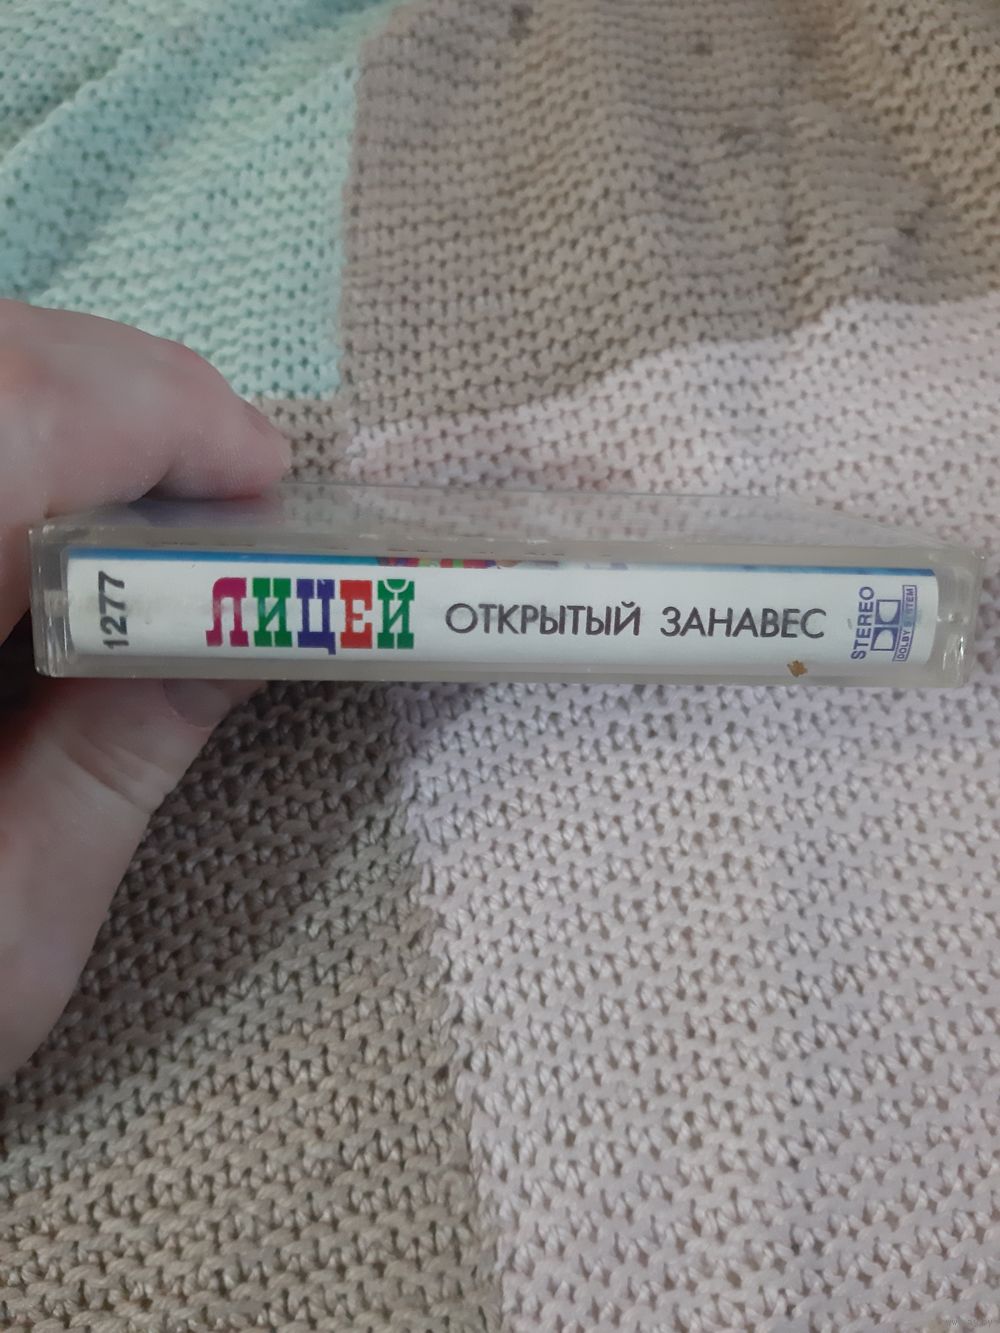 1277
ЛИЦЕЙ ОТКРЫТЫЙ ЗАНАВЕС
STEREO
DOLBY SYSTEM